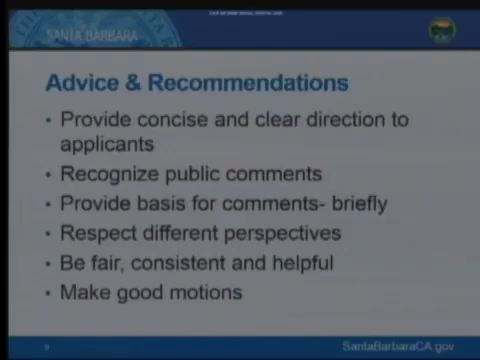 SANTA BARBARA
Advice & Recommendations
• Provide concise and clear direction to
applicants
• Recognize public comments
• Provide basis for comments- briefly
• Respect different perspectives
• Be fair, consistent and helpful
• Make good motions
9
SantaBarbaraCA.gov